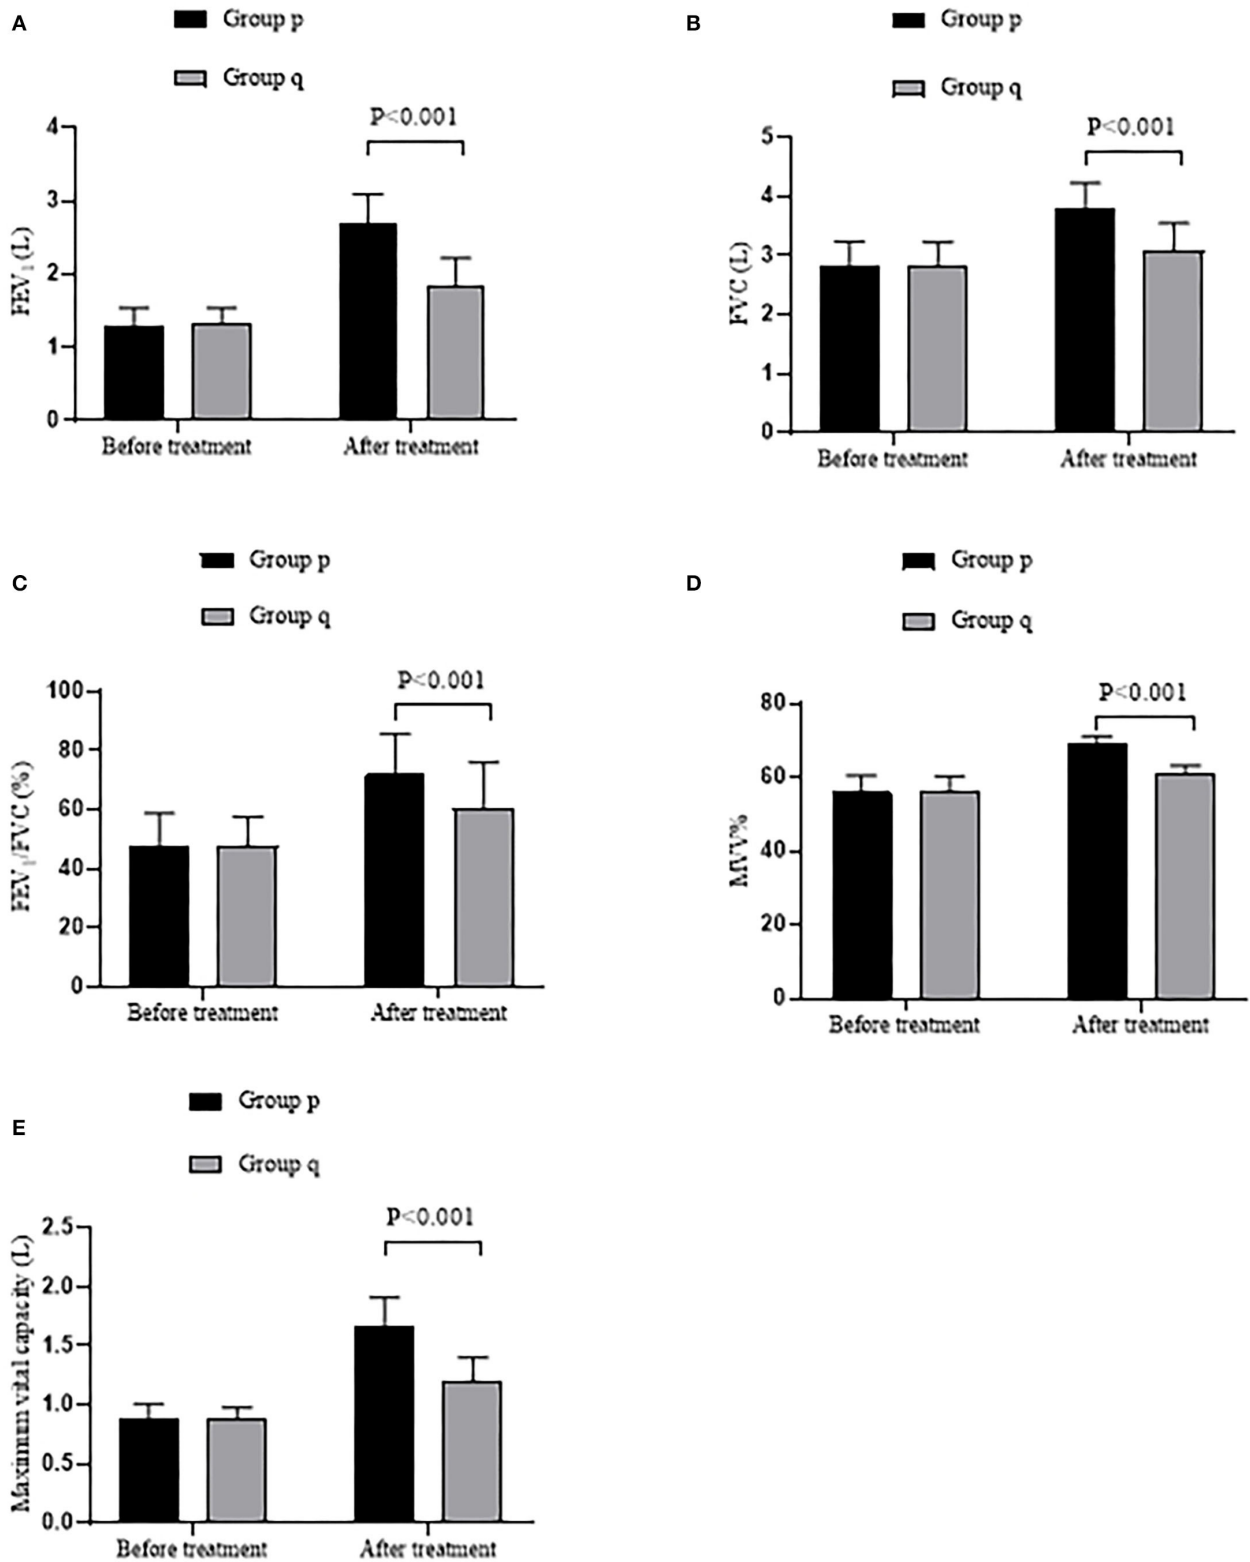 A
Group p
Group q
P<0.001
4
3
2
1
0
FEV1 (L)
Before treatment
After treatment
B
Group p
Group q
P<0.001
5
4
3
2
1
0
FVC (L)
Before treatment
After treatment
C
Group p
Group q
P<0.001
100
80
60
40
20
0
FEV1/FVC (%)
Before treatment
After treatment
D
Group p
Group q
P<0.001
80
60
40
20
0
MVV%
Before treatment
After treatment
E
Group p
Group q
P<0.001
2.5
2.0
1.5
1.0
0.5
0.0
Maximum vital capacity (L)
Before treatment
After treatment